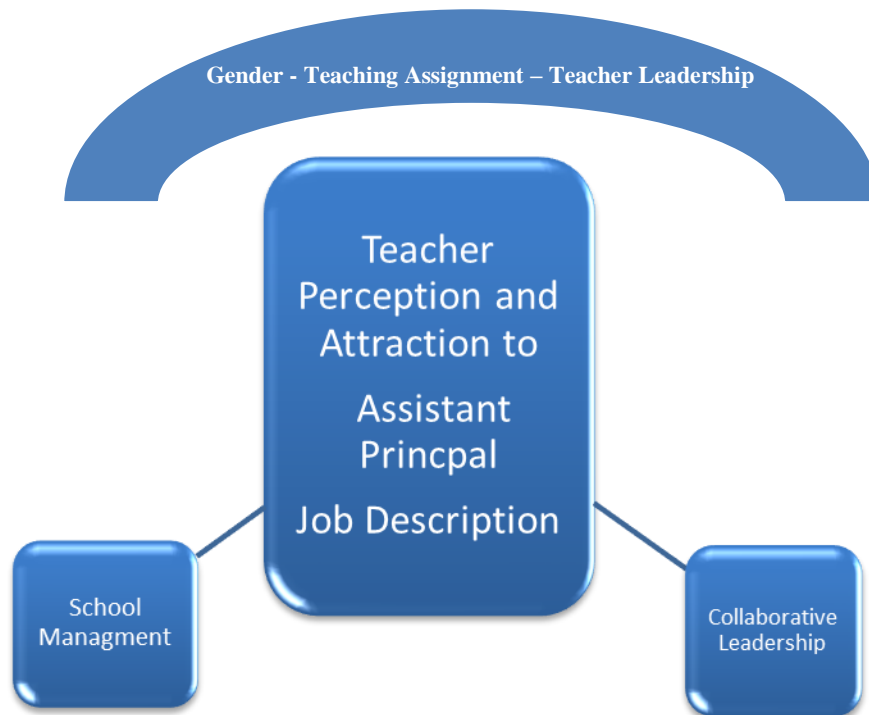 Gender - Teaching Assignment – Teacher Leadership
Teacher
Perception and
Attraction to
Assistant
Princpal
Job Description
School
Managment
Collaborative
Leadership